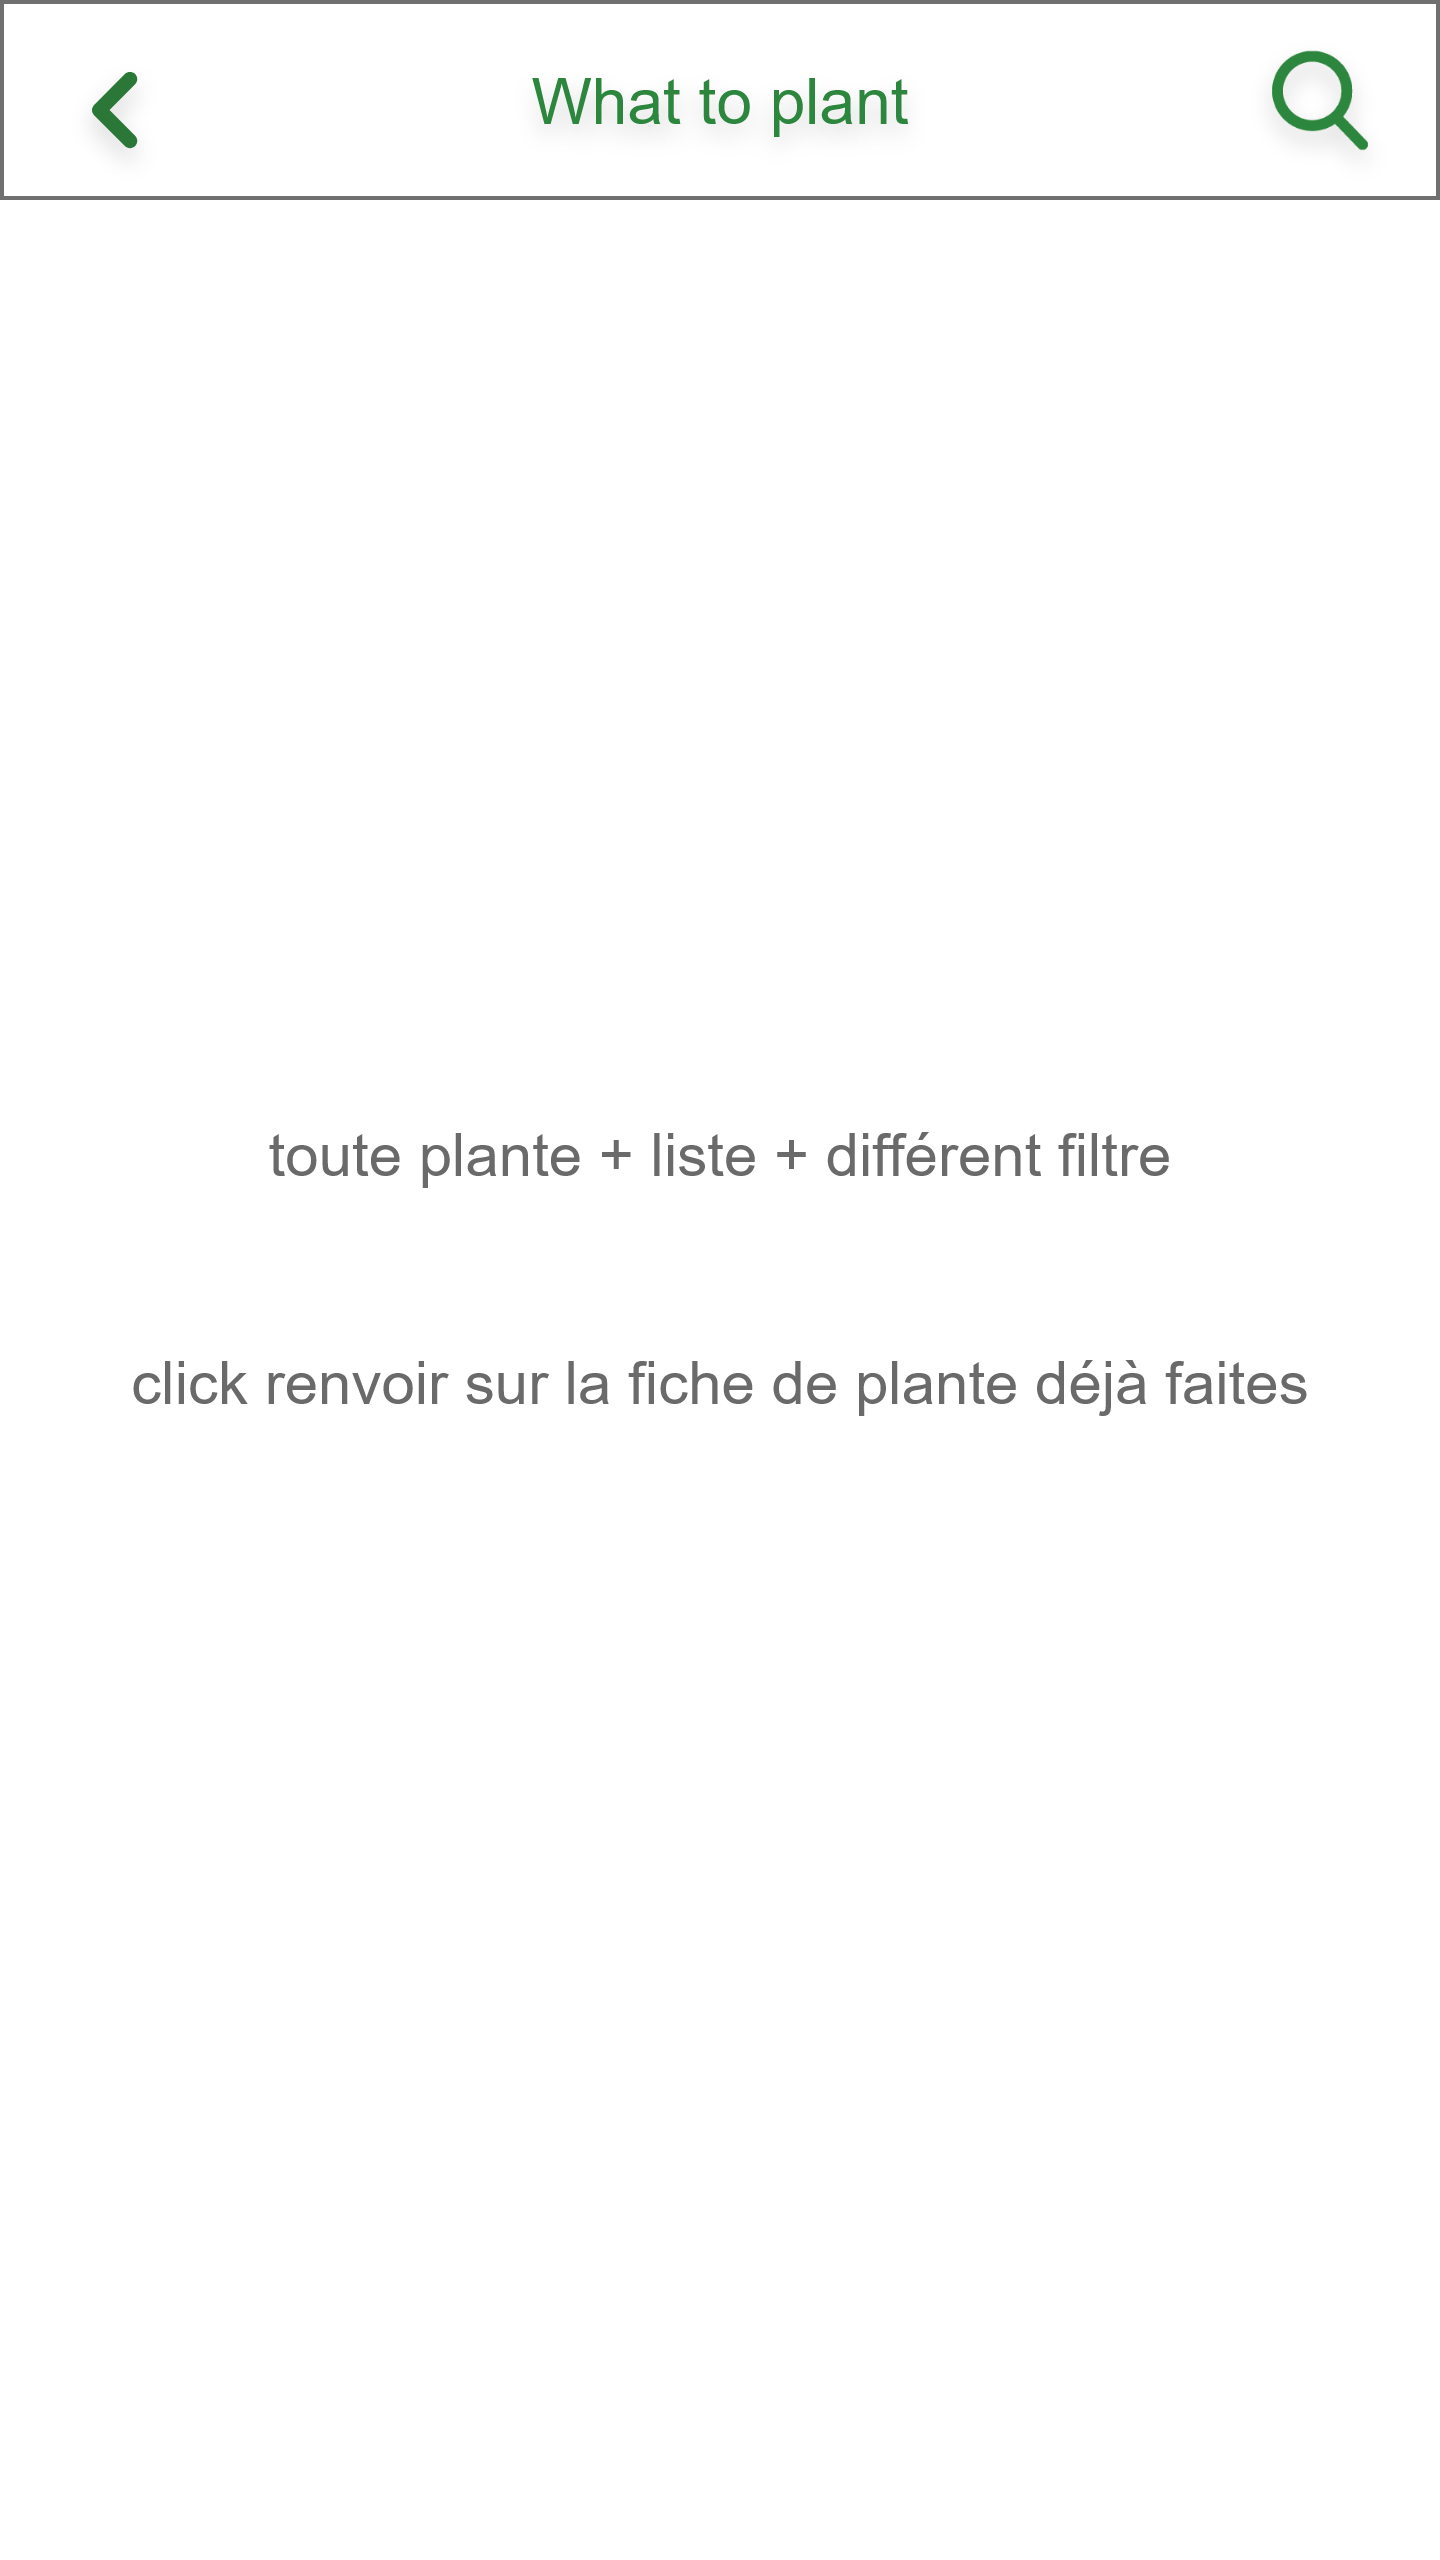 What to plant
toute plante + liste + différent filtre
click renvoir sur la fiche de plante déjà faites